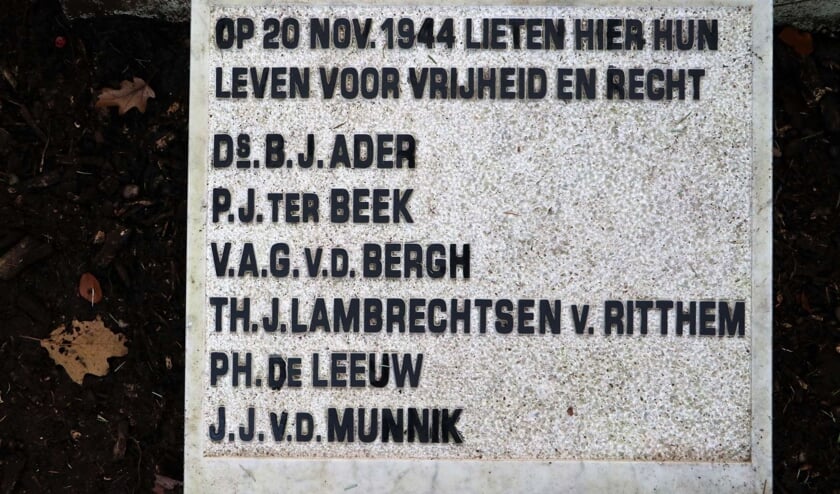 OP 20 NOV. 1944 LIETEN HIER HUN
LEVEN VOOR VRIJHEID EN RECHT
Ds. B. J. ADER
P. J. TER BEEK
V.A.G. V.D. BERGH
TH. J. LAMBRECHTSEN V. RITTHEM
PH. DE LEEUW
J. J. V.D. MUNNIK